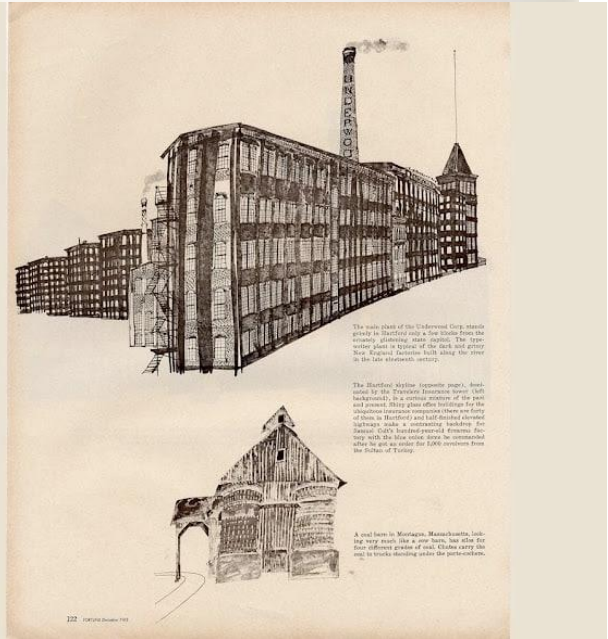 UNDERWOO
The main plant of the Underwood Corp. stands
grimly in Hartford only a few blocks from the
ornately glistening state capitol. The type-
writer plant is typical of the dark and grimy
New England factories built along the river
in the late nineteenth century.
The Hartford skyline (opposite page), domi-
nated by the Travelers Insurance tower (left
background), is a curious mixture of the past
and present. Shiny glass office buildings for the
ubiquitous insurance companies (there are forty
of them in Hartford) and half-finished elevated
highways make a contrasting backdrop for
Samuel Colt's hundred-year-old firearms fac-
tory with the blue onion dome he commanded
after he got an order for 5,000 revolvers from
the Sultan of Turkey.
A coal barn in Montague, Massachusetts, look-
ing very much like a cow barn, has silos for
four different grades of coal. Chutes carry the
coal to trucks standing under the porte-cochere.
122 FORTUNE December